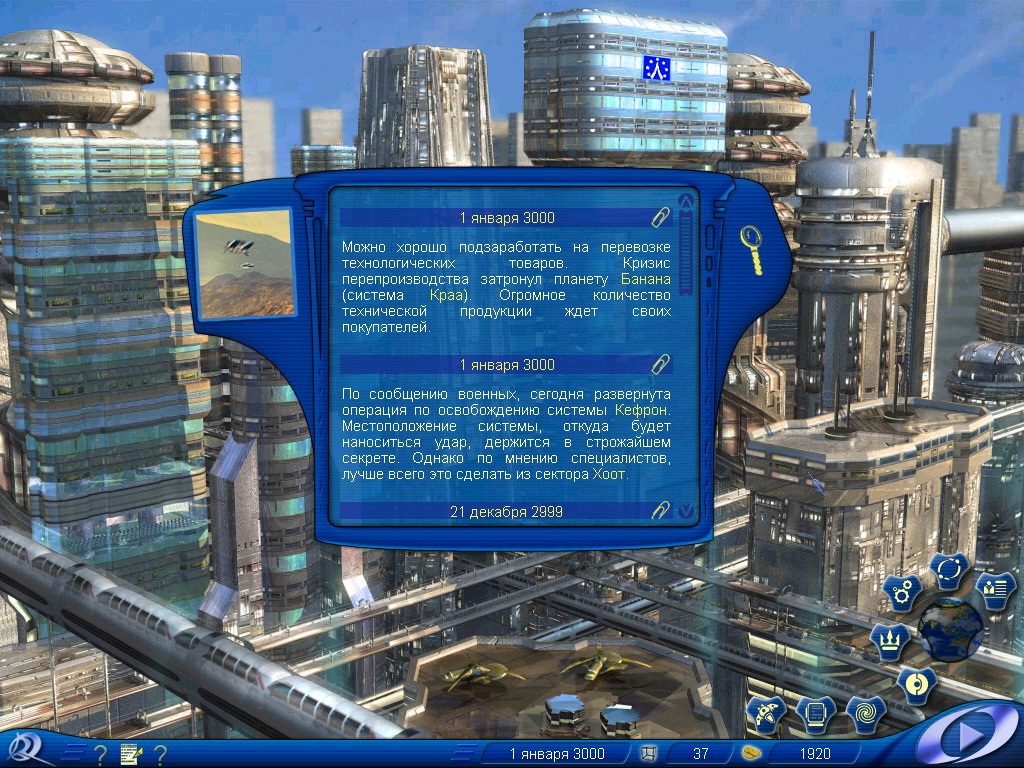 1 января 3000
Можно хорошо подзаработать на перевозке
технологических товаров. Кризис
перепроизводства затронул планету Банана
(система Краа). Огромное количество
технической продукции ждет своих
покупателей.
1 января 3000
По сообщению военных, сегодня развернута
операция по освобождению системы Кефрон.
Местоположение системы, откуда будет
наноситься удар, держится в строжайшем
секрете. Однако по мнению специалистов,
лучше всего это сделать из сектора Хоот.
21 декабря 2999
? ?
1 января 3000 37 1920